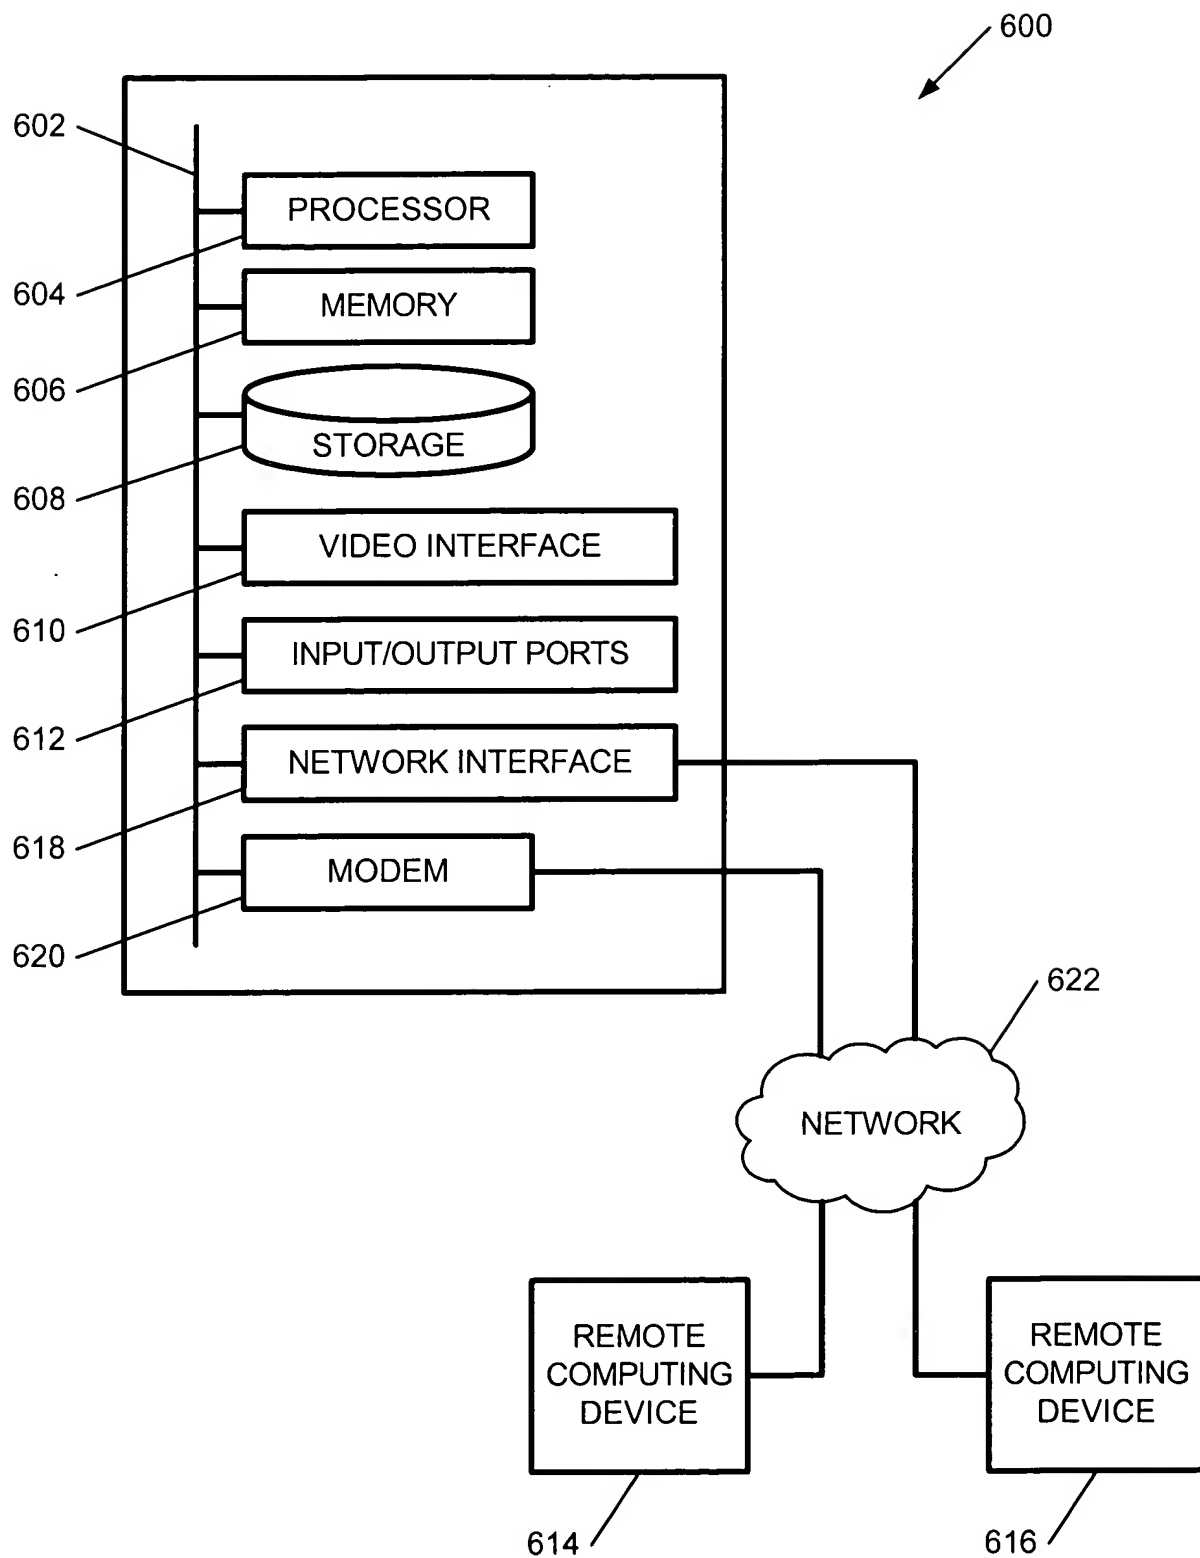 600
602
PROCESSOR
604
MEMORY
606
STORAGE
608
VIDEO INTERFACE
610
INPUT/OUTPUT PORTS
612
NETWORK INTERFACE
618
MODEM
620
622
NETWORK
REMOTE
COMPUTING
DEVICE
614
REMOTE
COMPUTING
DEVICE
616